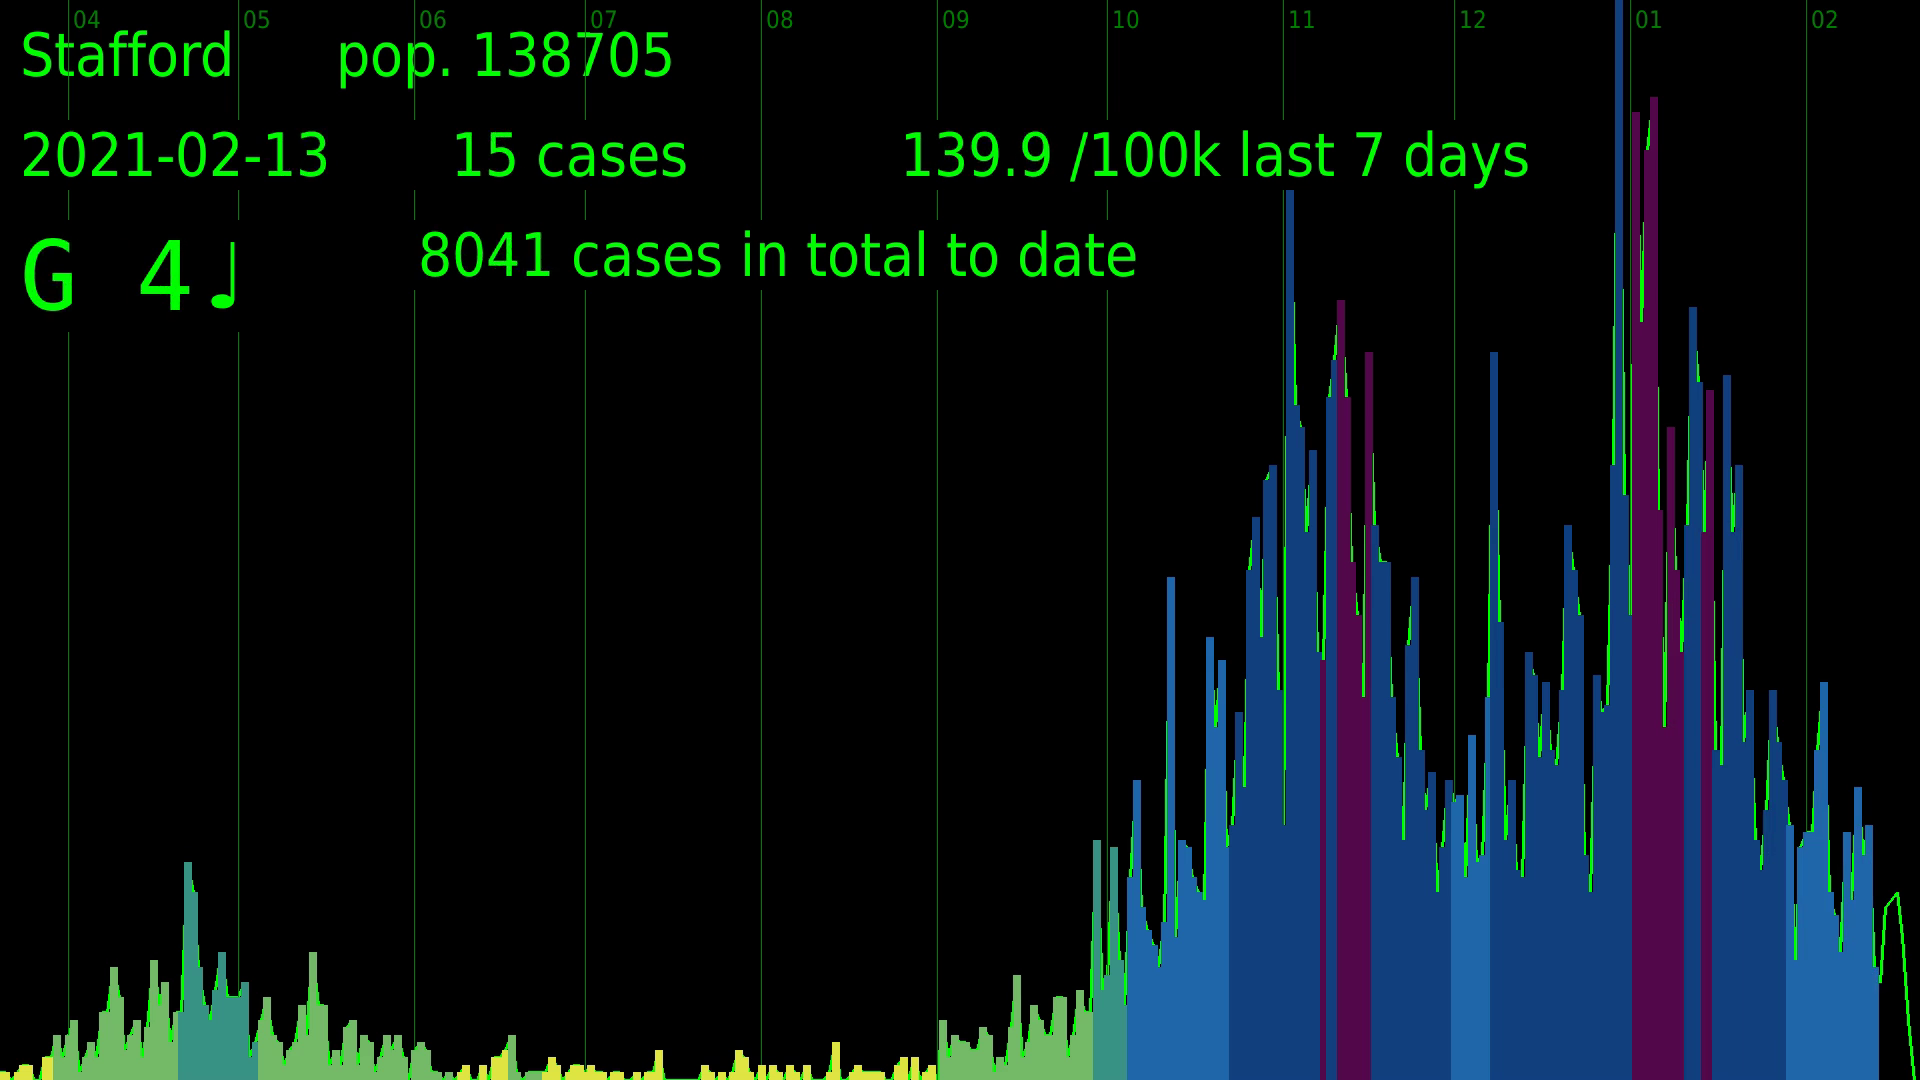 04 05 06 07 08 09 10 11 12 01 02
Stafford pop. 138705
2021-02-13 15 cases 139.9 /100k last 7 days
G 4♩ 8041 cases in total to date